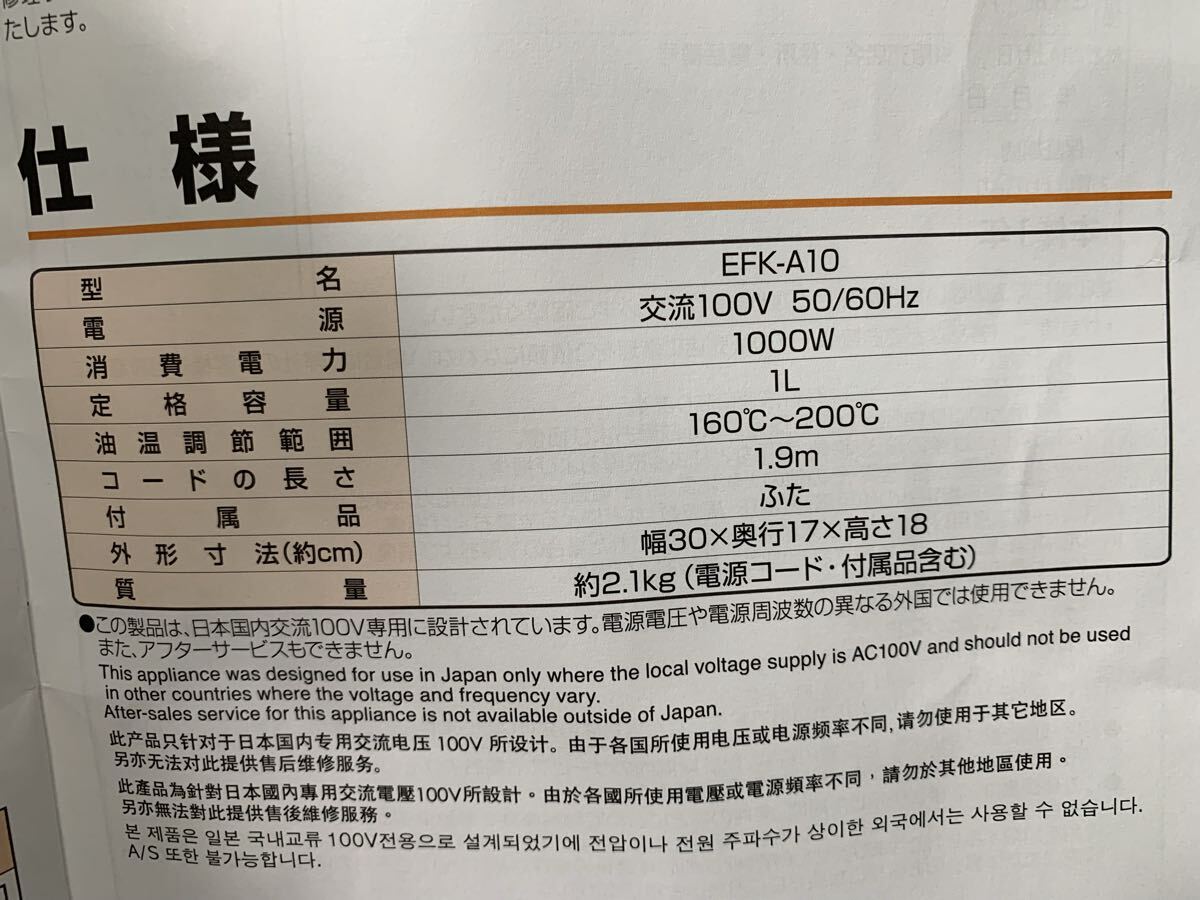 たします。
仕様
型名 EFK-A10
電源 交流100V 50/60Hz
消費電力 1000W
定格容量 1L
油温調節範囲 160℃～200℃
コードの長さ 1.9m
付属品 ふた
外形寸法(約cm) 幅30×奥行17×高さ18
質量 約2.1kg(電源コード・付属品含む)
●この製品は、日本国内交流100V専用に設計されています。電源電圧や電源周波数の異なる外国では使用できません。
また、アフターサービスもできません。
This appliance was designed for use in Japan only where the local voltage supply is AC100V and should not be used
in other countries where the voltage and frequency vary.
After-sales service for this appliance is not available outside of Japan.
此产品只针对于日本国内专用交流电压 100V 所设计。由于各国所使用电压或电源频率不同,请勿使用于其它地区。
另亦无法对此提供售后维修服务。
此產品為針對日本國內專用交流電壓100V所設計。由於各國所使用電壓或電源頻率不同，請勿於其他地區使用。
另亦無法對此提供售後維修服務。
본 제품은 일본 국내교류 100V전용으로 설계되었기에 전압이나 전원 주파수가 상이한 외국에서는 사용할 수 없습니다.
A/S 또한 불가능합니다.